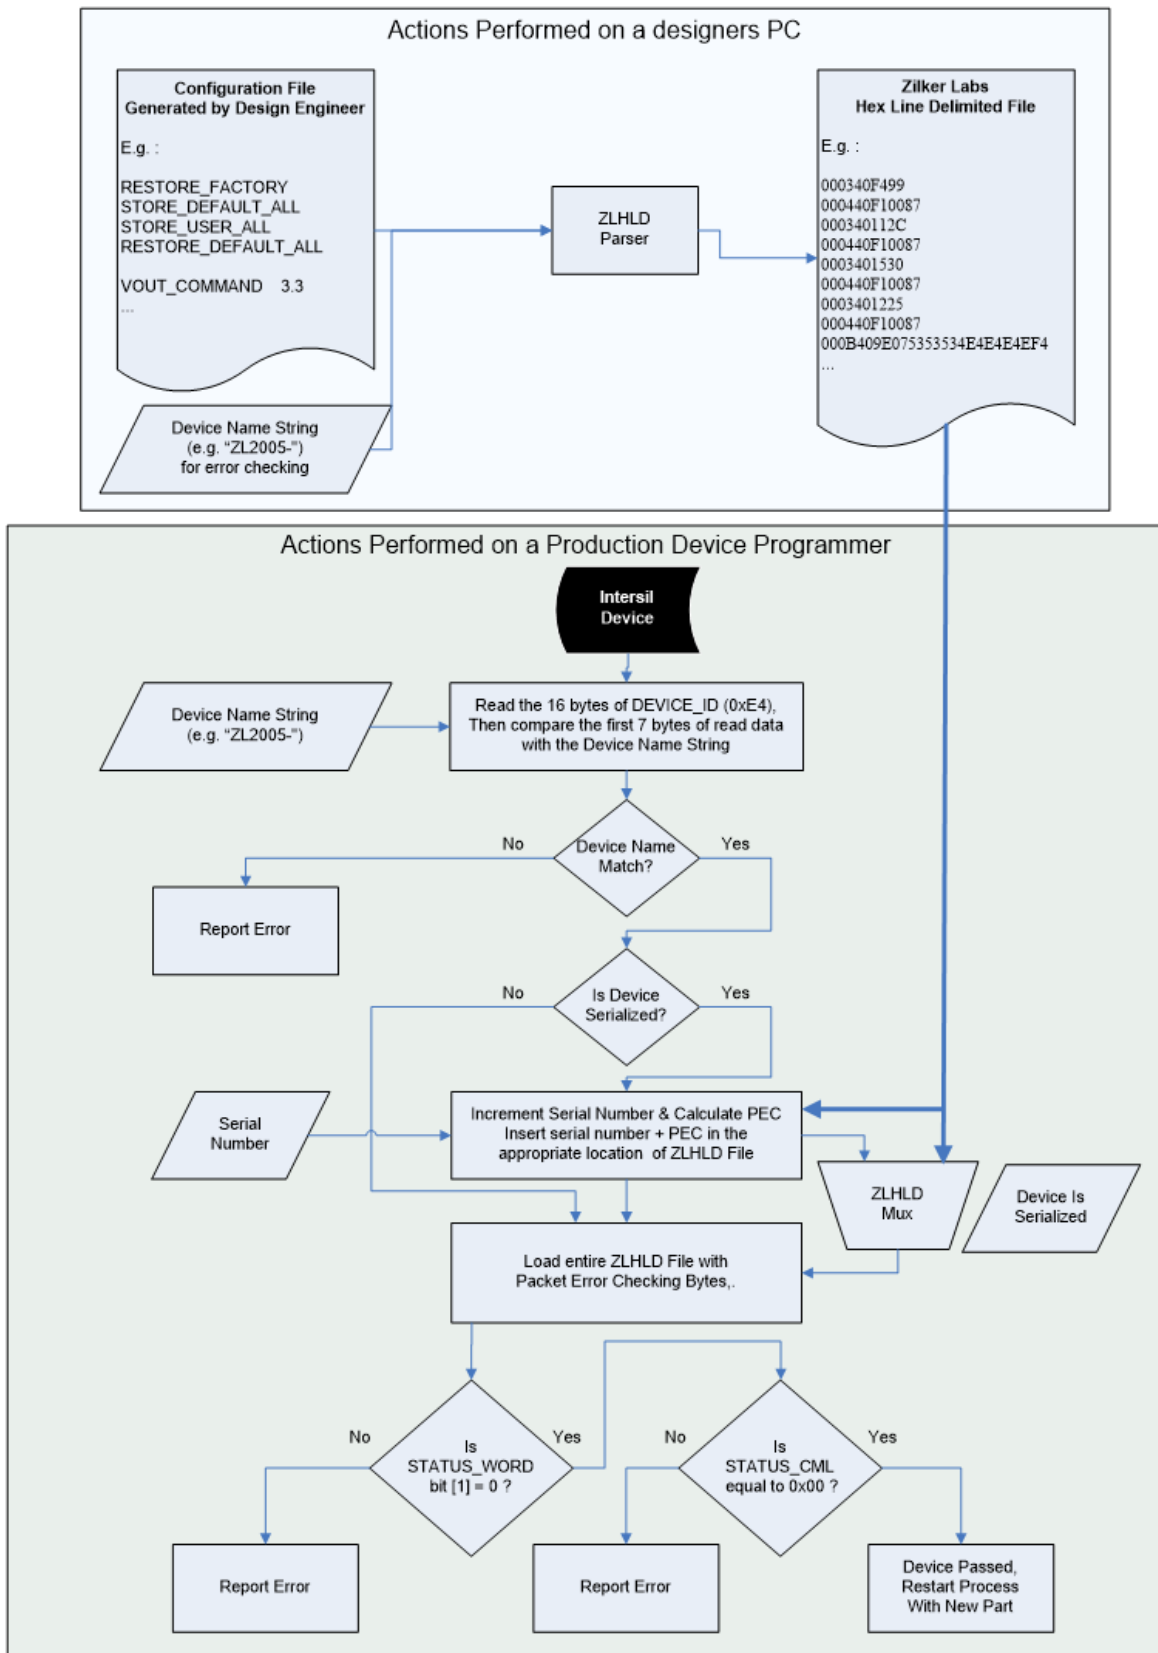 Actions Performed on a designers PC
Configuration File
Generated by Design Engineer
E.g. :
RESTORE_FACTORY
STORE_DEFAULT_ALL
STORE_USER_ALL
RESTORE_DEFAULT_ALL
VOUT_COMMAND 3.3
...
Device Name String
(e.g. “ZL2005-”)
for error checking
ZLHLD
Parser
Zilker Labs
Hex Line Delimited File
E.g. :
000340F499
000440F10087
000340112C
000440F10087
0003401530
000440F10087
0003401225
000440F10087
000B409E075353534E4E4E4EF4
...
Actions Performed on a Production Device Programmer
Intersil
Device
Device Name String
(e.g. “ZL2005-”)
Read the 16 bytes of DEVICE_ID (0xE4),
Then compare the first 7 bytes of read data
with the Device Name String
No
Device Name
Match?
Yes
Report Error
No
Is Device
Serialized?
Yes
Serial
Number
Increment Serial Number & Calculate PEC
Insert serial number + PEC in the
appropriate location of ZLHLD File
ZLHLD
Mux
Device Is
Serialized
Load entire ZLHLD File with
Packet Error Checking Bytes,.
No
Is
STATUS_WORD
bit [1] = 0 ?
Yes
No
Is
STATUS_CML
equal to 0x00 ?
Yes
Report Error
Report Error
Device Passed,
Restart Process
With New Part